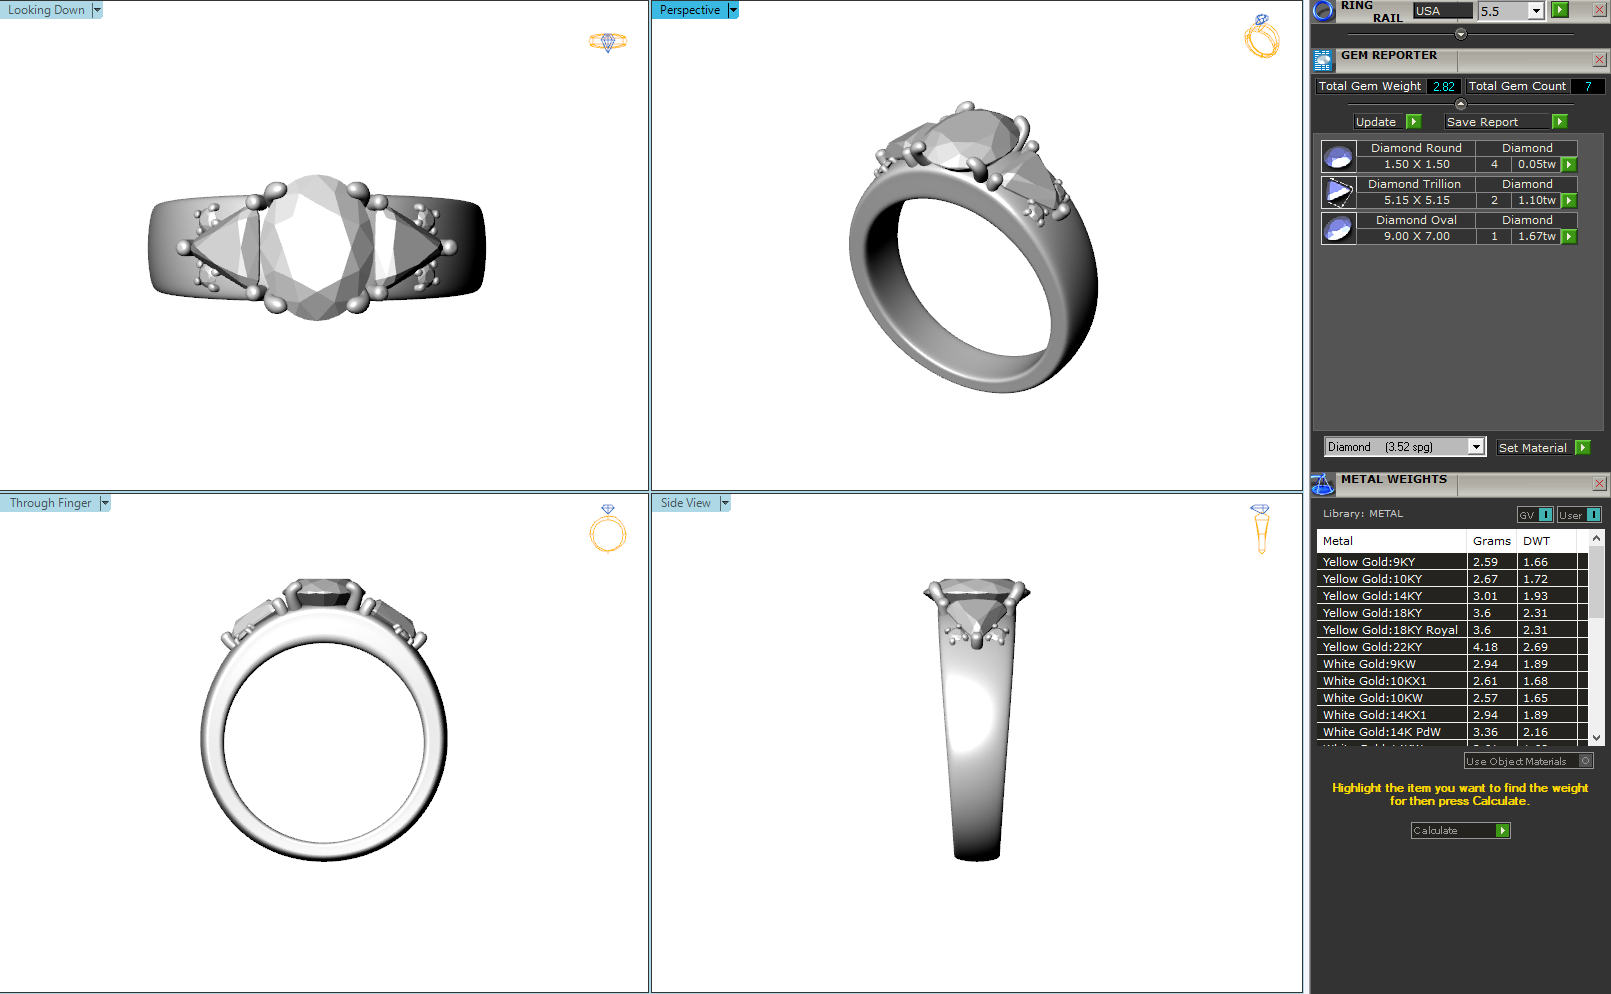 Looking Down
Perspective
Through Finger
Side View
RING RAIL USA 5.5
GEM REPORTER
Total Gem Weight 2.82 Total Gem Count 7
Update Save Report
Diamond Round Diamond
1.50 X 1.50 4 0.05tw
Diamond Trillion Diamond
5.15 X 5.15 2 1.10tw
Diamond Oval Diamond
9.00 X 7.00 1 1.67tw
Diamond (3.52 spg) Set Material
METAL WEIGHTS
Library: METAL GV I User I
Metal Grams DWT
Yellow Gold:9KY 2.59 1.66
Yellow Gold:10KY 2.67 1.72
Yellow Gold:14KY 3.01 1.93
Yellow Gold:18KY 3.6 2.31
Yellow Gold:18KY Royal 3.6 2.31
Yellow Gold:22KY 4.18 2.69
White Gold:9KW 2.94 1.89
White Gold:10KX1 2.61 1.68
White Gold:10KW 2.57 1.65
White Gold:14KX1 2.94 1.89
White Gold:14K PdW 3.36 2.16
Use Object Materials
Highlight the item you want to find the weight
for then press Calculate.
Calculate